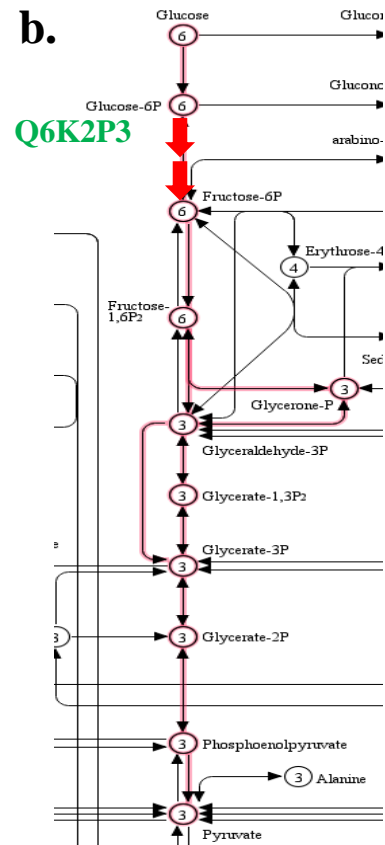 b.
Glucose
Glucon
6
Glucose-6P
6
Glucono
Q6K2P3
arabino-
Fructose-6P
6
Erythrose-4
4
Fructose-
1,6P2
6
Sed
3
Glycerone-P
3
Glyceraldehyde-3P
3
Glycerate-1,3P2
e
Glycerate-3P
3
3
3
Glycerate-2P
3
Phosphoenolpyruvate
3
Alanine
3
Pyruvate